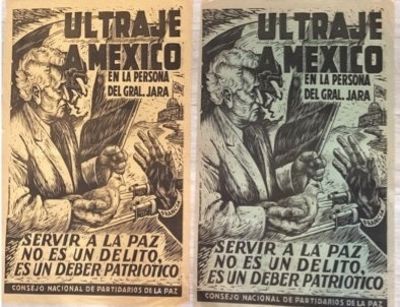 ULTRAJE
A MEXICO
EN LA PERSONA
DEL GRAL. JARA
SERVIR A LA PAZ
NO ES UN DELITO,
ES UN DEBER PATRIOTICO
CONSEJO NACIONAL DE PARTIDARIOS DE LA PAZ
ULTRAJE
A MEXICO
EN LA PERSONA
DEL GRAL. JARA
SERVIR A LA PAZ
NO ES UN DELITO,
ES UN DEBER PATRIOTICO
CONSEJO NACIONAL DE PARTIDARIOS DE LA PAZ